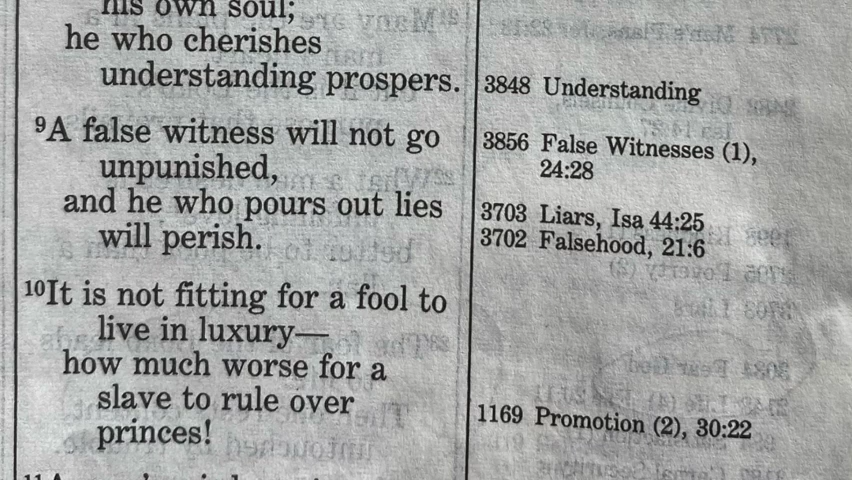 his own soul;
he who cherishes
understanding prospers.
⁹A false witness will not go
unpunished,
and he who pours out lies
will perish.
¹⁰It is not fitting for a fool to
live in luxury—
how much worse for a
slave to rule over
princes!
3848 Understanding
3856 False Witnesses (1),
24:28
3703 Liars, Isa 44:25
3702 Falsehood, 21:6
1169 Promotion (2), 30:22